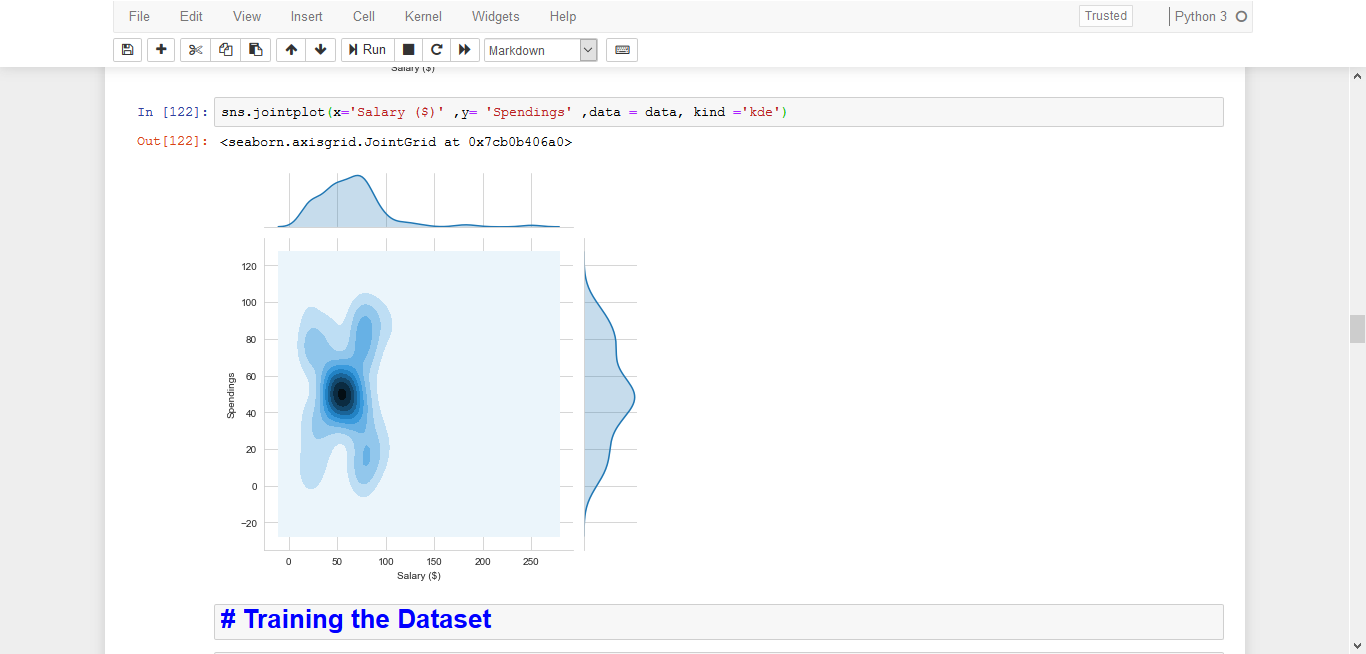 File Edit View Insert Cell Kernel Widgets Help Trusted Python 3
Run Markdown
Salary ($)
In [122]: sns.jointplot(x='Salary ($)' ,y= 'Spendings' ,data = data, kind ='kde')
Out[122]: <seaborn.axisgrid.JointGrid at 0x7cb0b406a0>
120
100
80
60
40
20
0
−20
Spendings
0 50 100 150 200 250
Salary ($)
# Training the Dataset